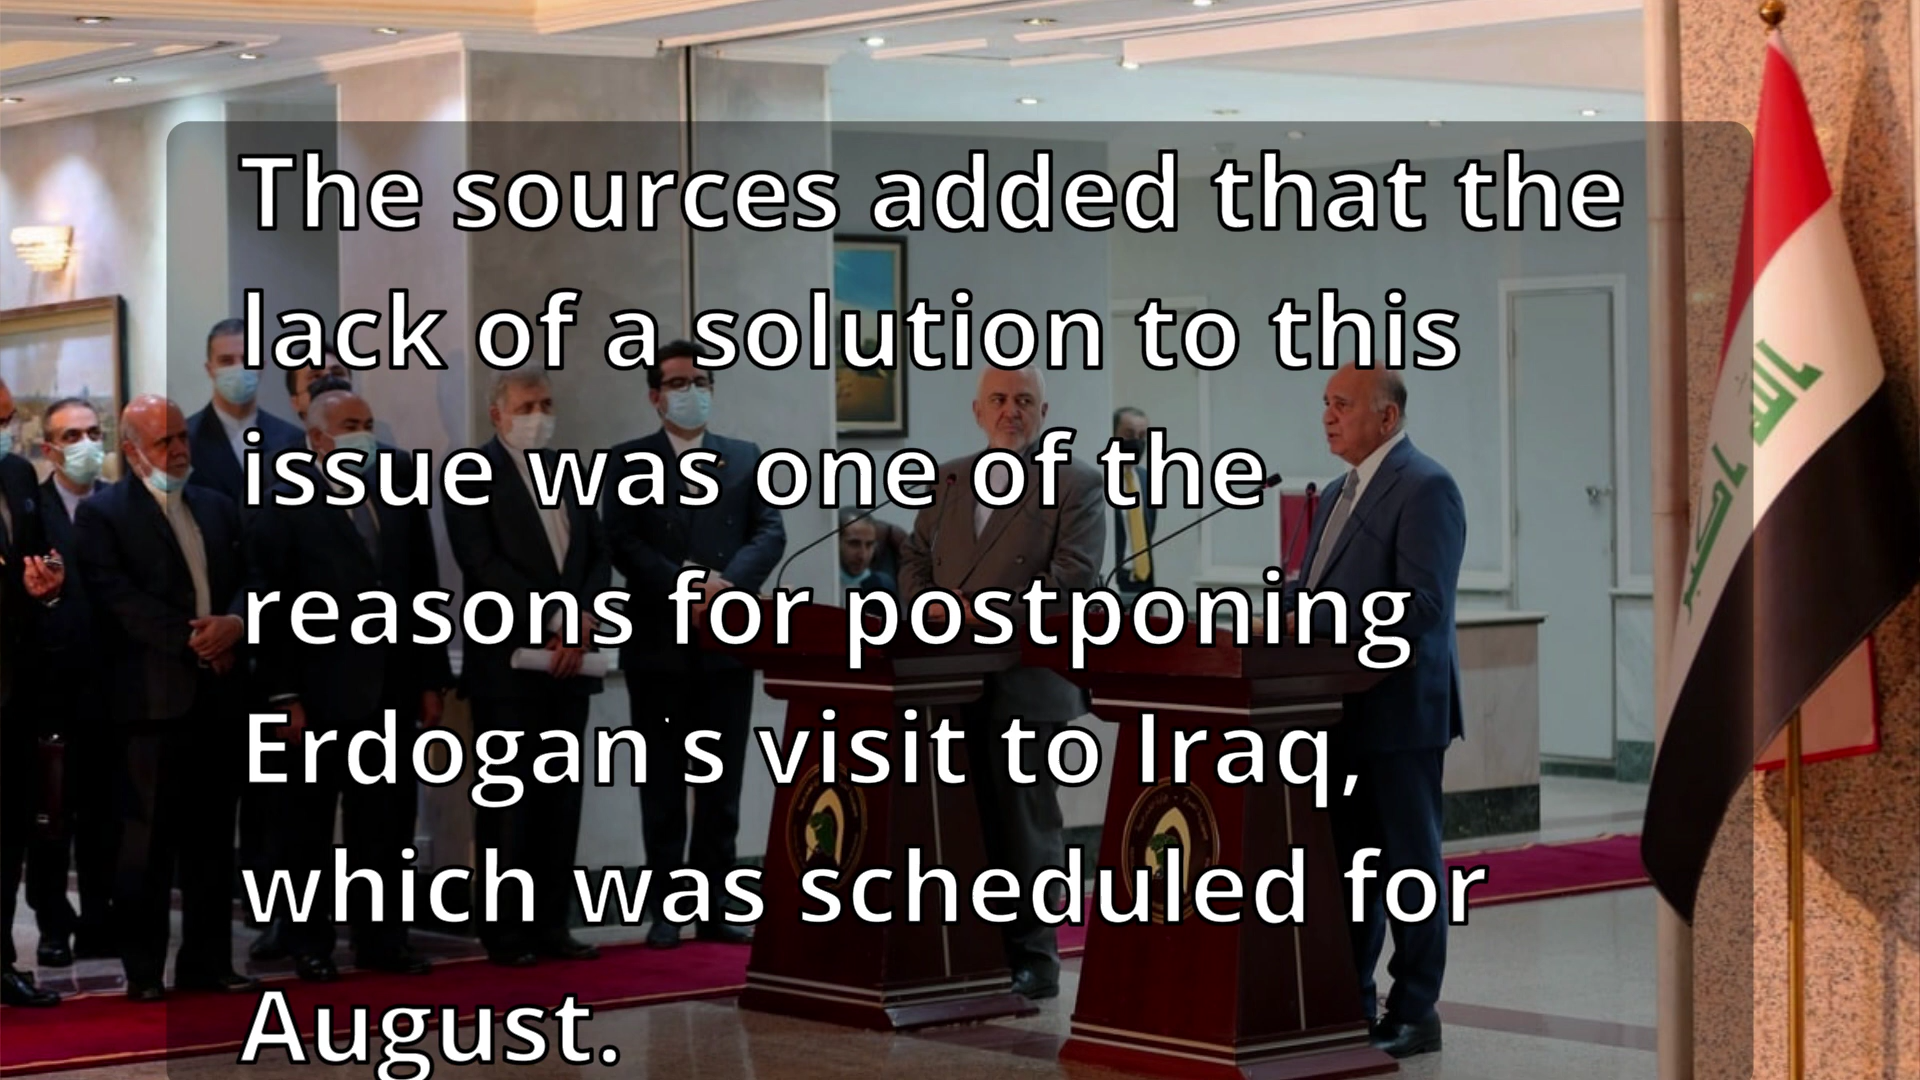 The sources added that the
lack of a solution to this
issue was one of the
reasons for postponing
Erdogan's visit to Iraq,
which was scheduled for
August.